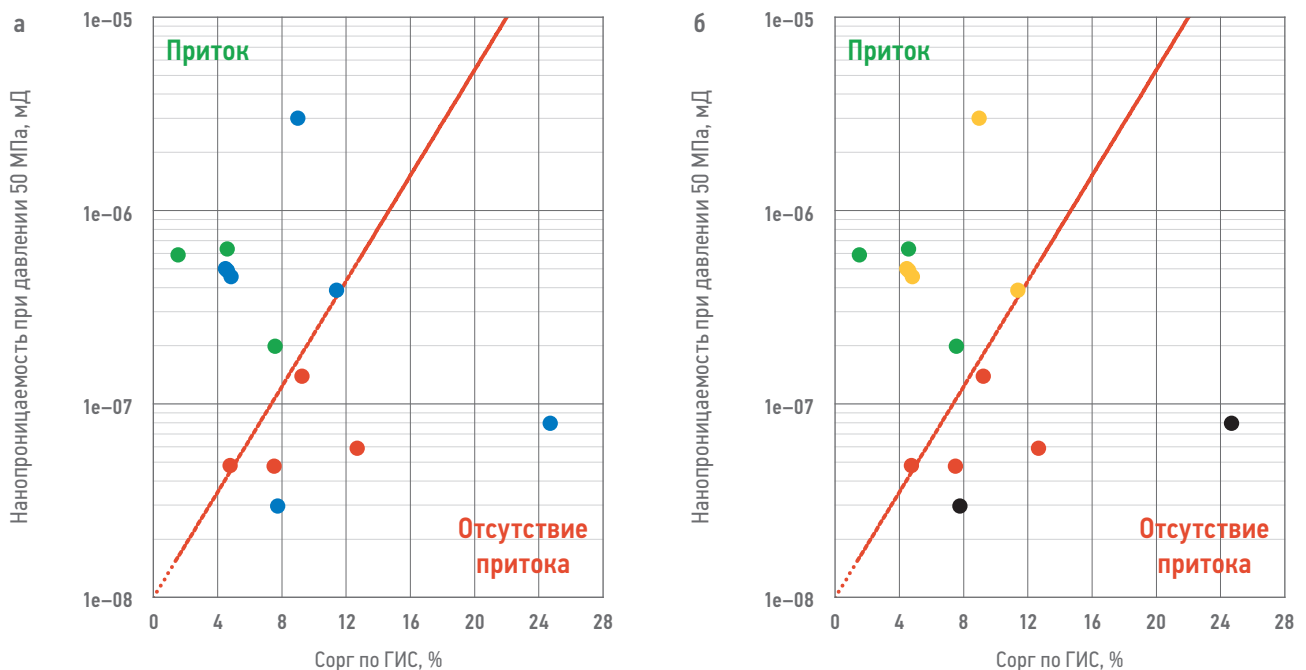 а
Нанопроницаемость при давлении 50 МПа, мД
1e–05
1e–06
1e–07
1e–08
Приток
Отсутствие
притока
0 4 8 12 16 20 24 28
Сорг по ГИС, %
б
Нанопроницаемость при давлении 50 МПа, мД
1e–05
1e–06
1e–07
1e–08
Приток
Отсутствие
притока
0 4 8 12 16 20 24 28
Сорг по ГИС, %